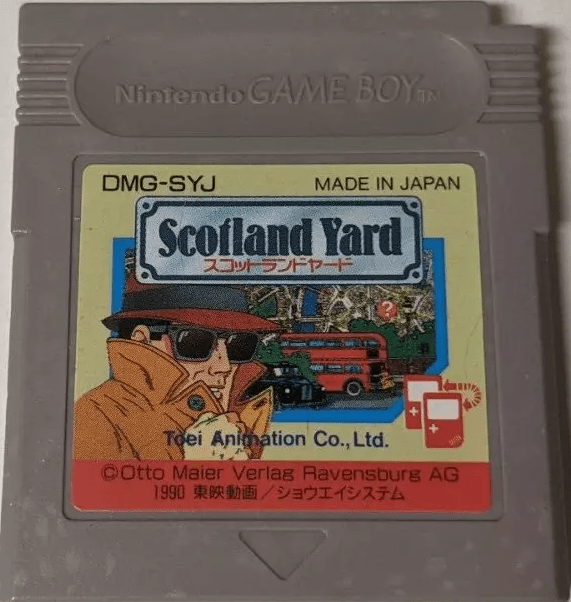 Nintendo GAME BOY TM
DMG-SYJ MADE IN JAPAN
Scotland Yard
スコットランドヤード
?
Toei Animation Co., Ltd.
©Otto Maier Verlag Ravensburg AG
1990 東映動画/ショウエイシステム